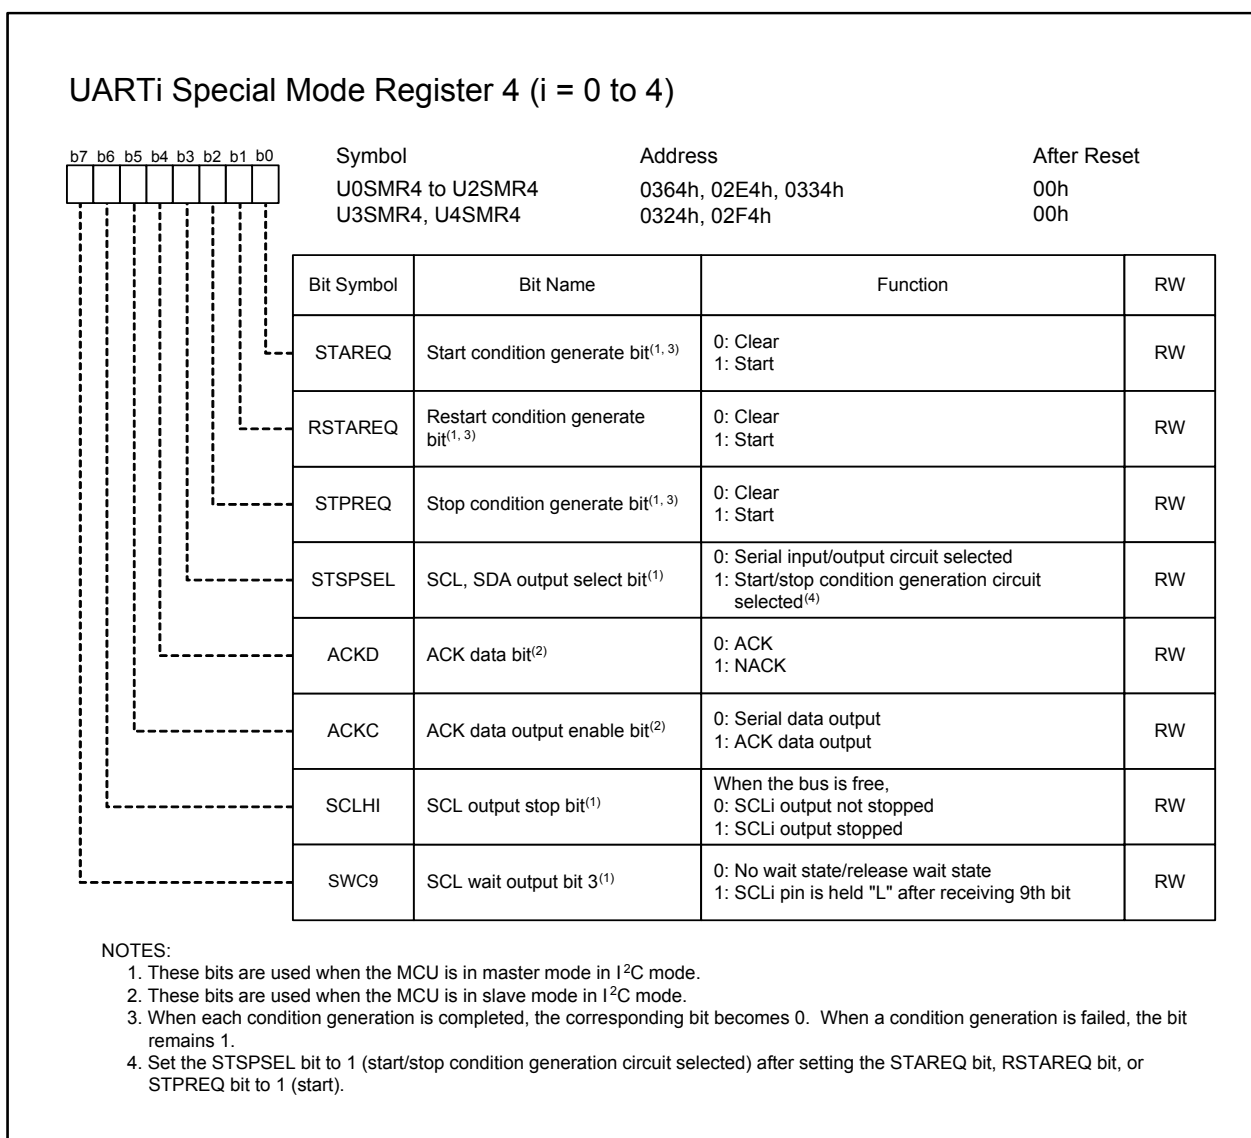 UARTi Special Mode Register 4 (i = 0 to 4)
b7 b6 b5 b4 b3 b2 b1 b0
Symbol Address After Reset
U0SMR4 to U2SMR4 0364h, 02E4h, 0334h 00h
U3SMR4, U4SMR4 0324h, 02F4h 00h
Bit Symbol Bit Name Function RW
STAREQ Start condition generate bit(1, 3) 0: Clear RW
1: Start
RSTAREQ Restart condition generate 0: Clear RW
bit(1, 3) 1: Start
STPREQ Stop condition generate bit(1, 3) 0: Clear RW
1: Start
STSPSEL SCL, SDA output select bit(1) 0: Serial input/output circuit selected RW
1: Start/stop condition generation circuit
selected(4)
ACKD ACK data bit(2) 0: ACK RW
1: NACK
ACKC ACK data output enable bit(2) 0: Serial data output RW
1: ACK data output
SCLHI SCL output stop bit(1) When the bus is free, RW
0: SCLi output not stopped
1: SCLi output stopped
SWC9 SCL wait output bit 3(1) 0: No wait state/release wait state RW
1: SCLi pin is held "L" after receiving 9th bit
NOTES:
1. These bits are used when the MCU is in master mode in I2C mode.
2. These bits are used when the MCU is in slave mode in I2C mode.
3. When each condition generation is completed, the corresponding bit becomes 0. When a condition generation is failed, the bit
remains 1.
4. Set the STSPSEL bit to 1 (start/stop condition generation circuit selected) after setting the STAREQ bit, RSTAREQ bit, or
STPREQ bit to 1 (start).